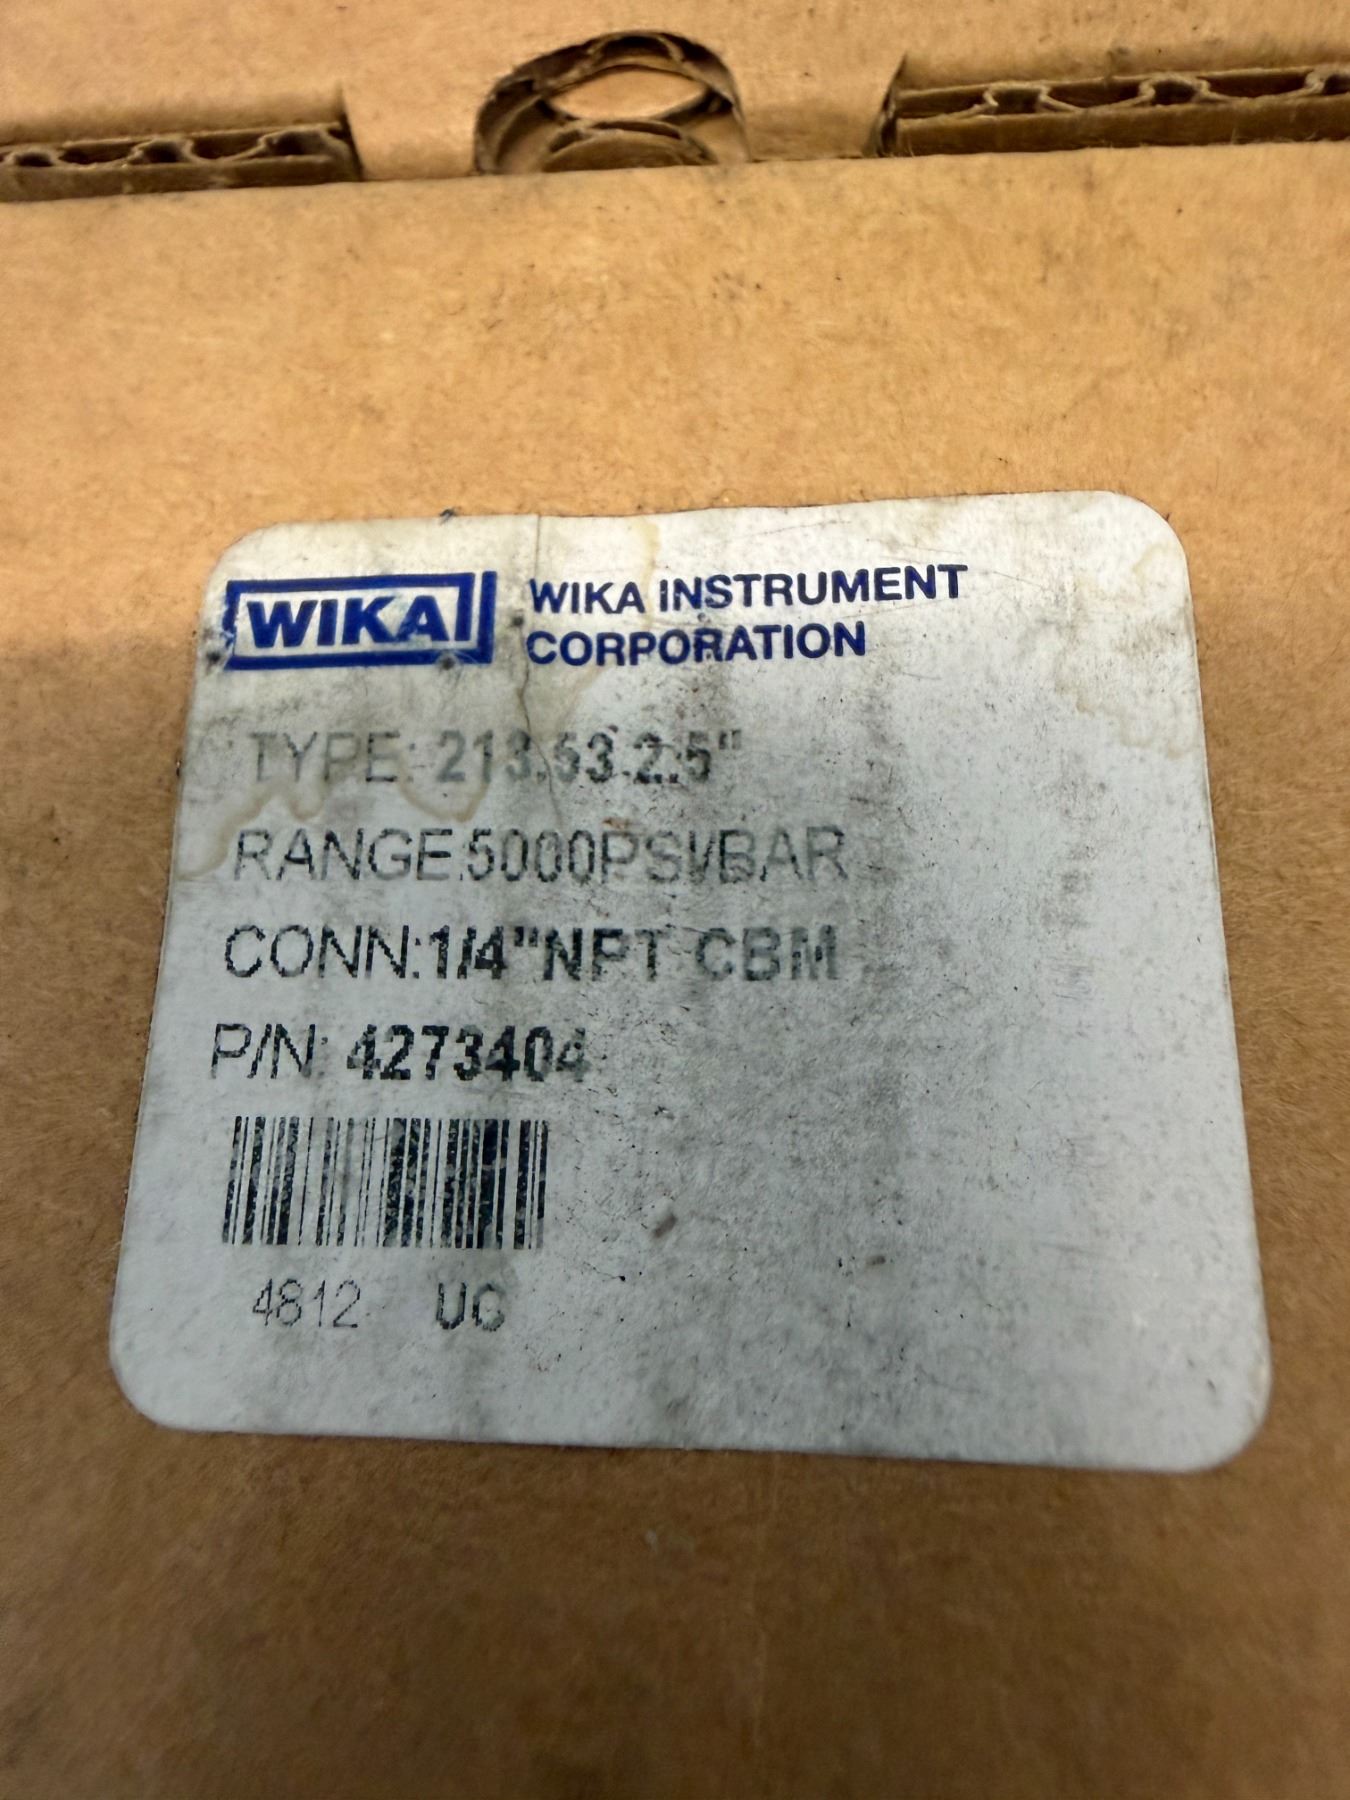 WIKA
WIKA INSTRUMENT
CORPORATION
TYPE: 213.53 2.5"
RANGE:5000PSI/BAR
CONN:1/4"NPT CBM
P/N: 4273404
4812 UG